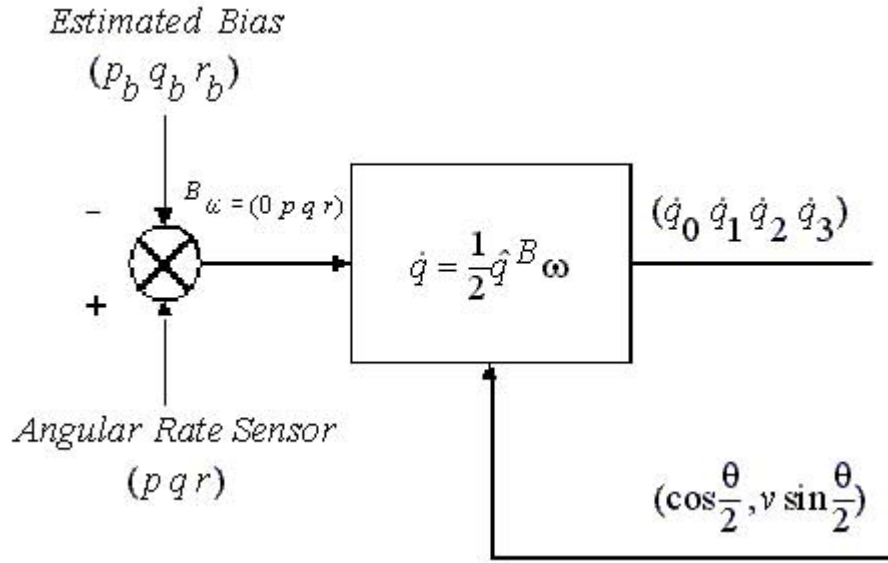 Estimated Bias
(p_b q_b r_b)
-
^B ω = (0 p q r)
(q̇_0 q̇_1 q̇_2 q̇_3)
q̇ = 1/2 q̂ ^B ω
+
Angular Rate Sensor
(p q r)
(cos θ/2, v sin θ/2)